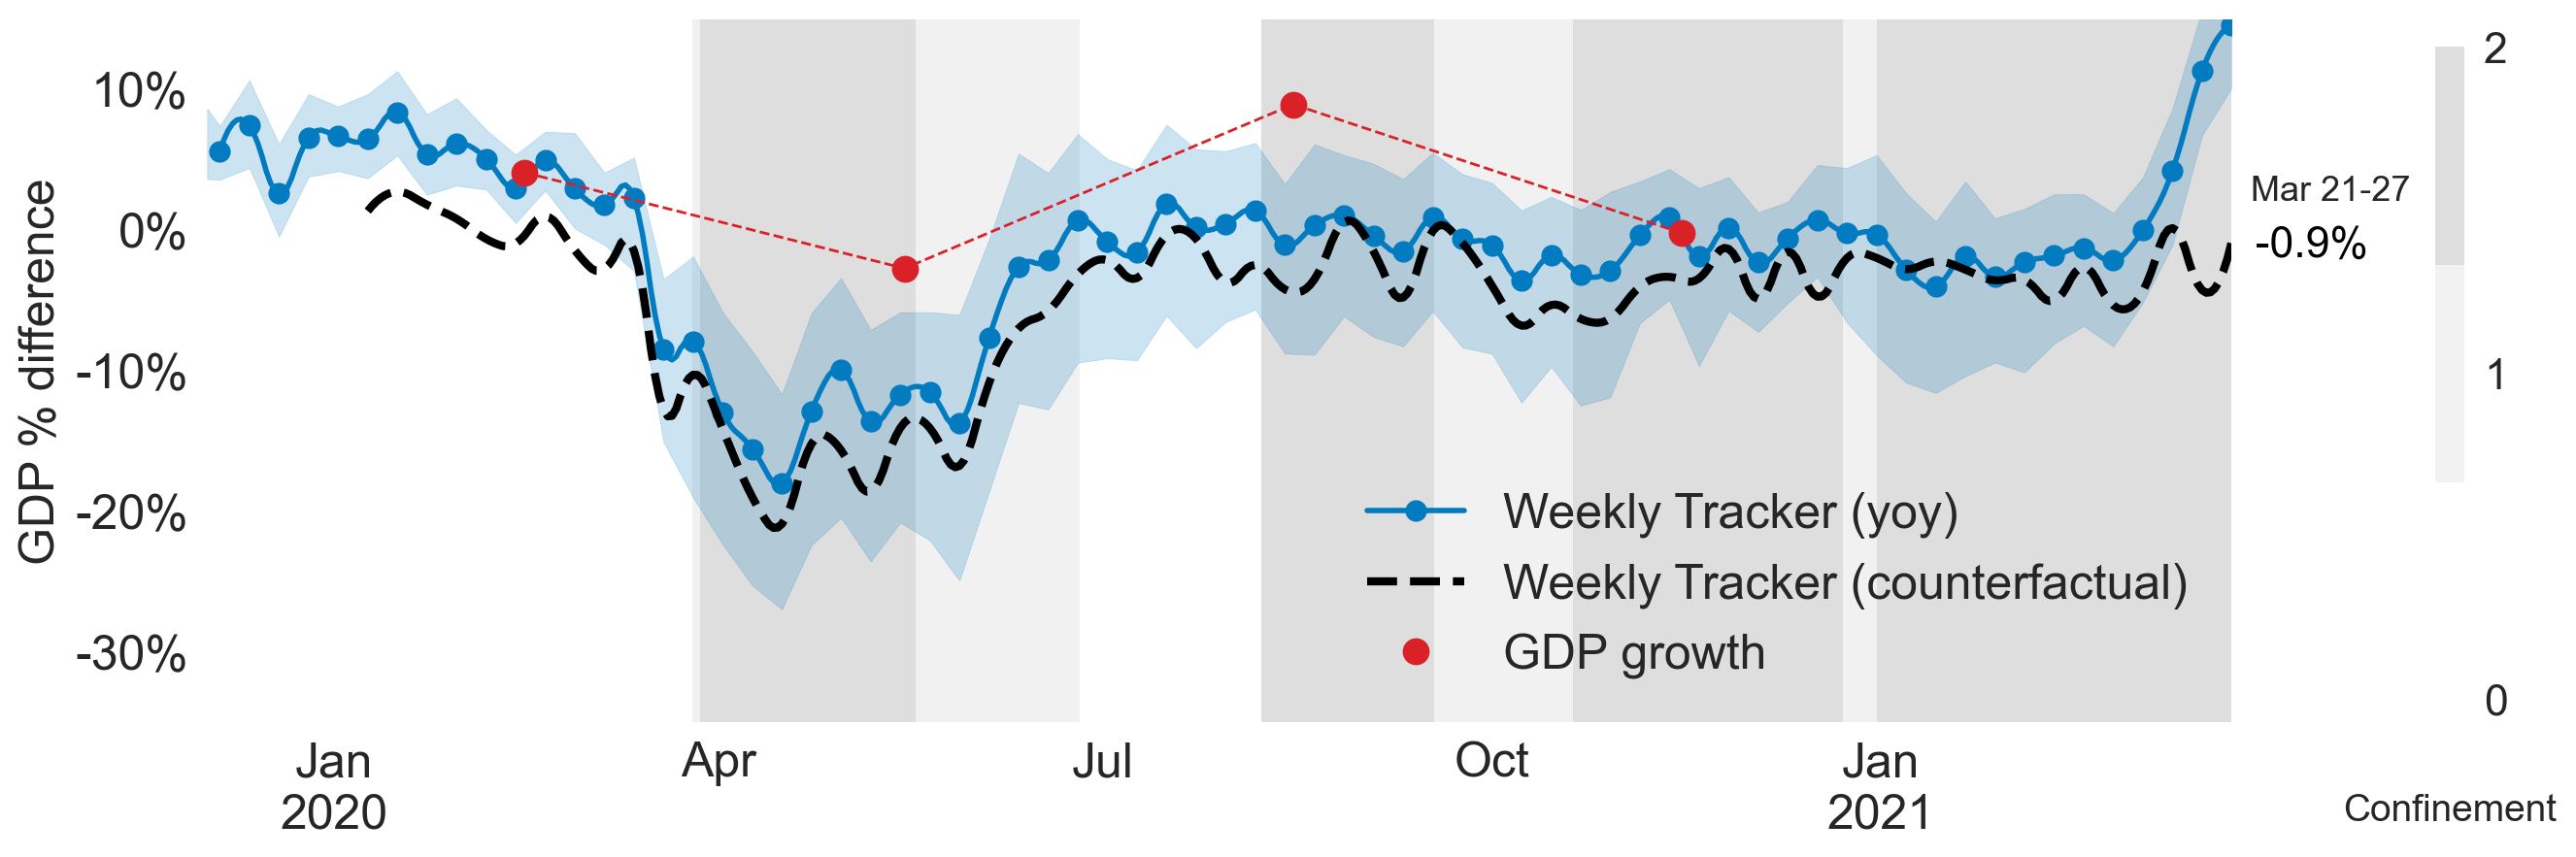 GDP % difference
10%
0%
-10%
-20%
-30%
Jan
2020
Apr
Jul
Oct
Jan
2021
Weekly Tracker (yoy)
Weekly Tracker (counterfactual)
GDP growth
Mar 21-27
-0.9%
2
1
0
Confinement